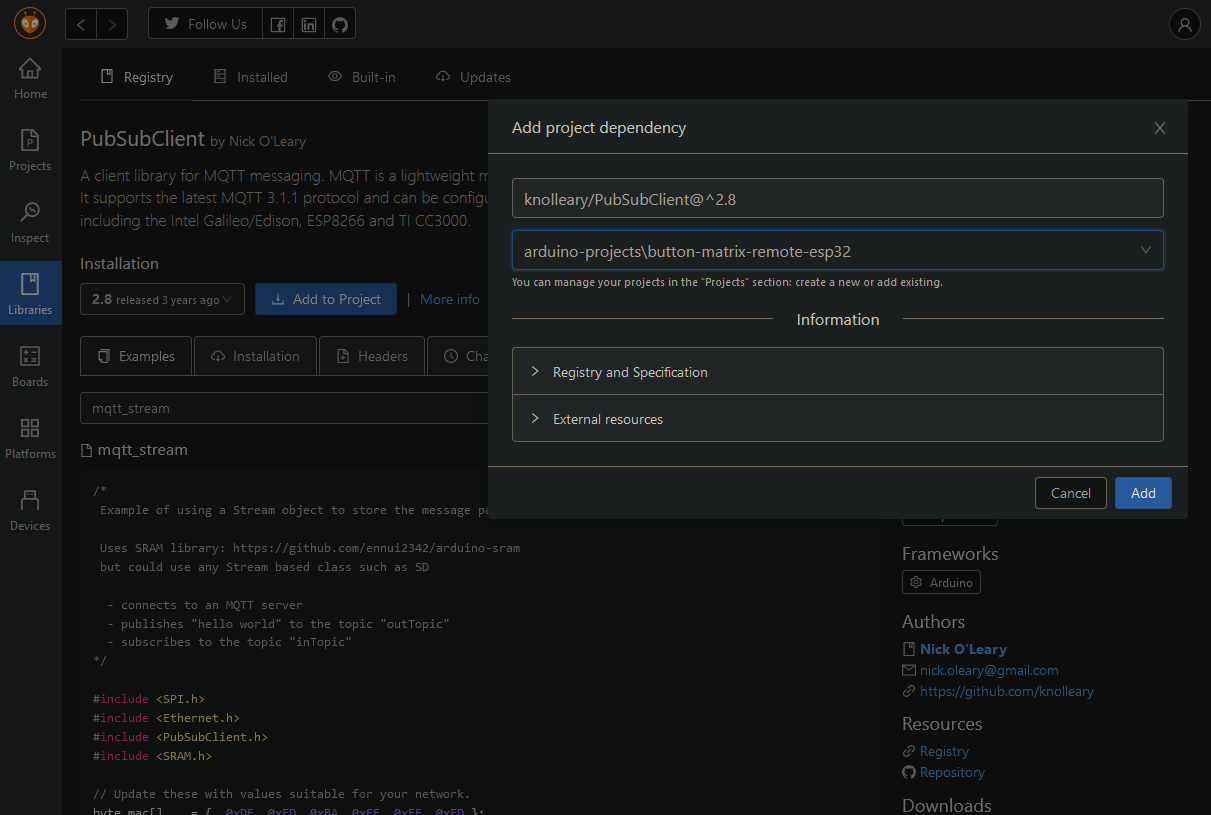 Follow Us
Home
Projects
Inspect
Libraries
Boards
Platforms
Devices
Registry
Installed
Built-in
Updates
PubSubClient by Nick O'Leary
A client library for MQTT messaging. MQTT is a lightweight m
It supports the latest MQTT 3.1.1 protocol and can be configu
including the Intel Galileo/Edison, ESP8266 and TI CC3000.
Installation
2.8 released 3 years ago
Add to Project
| More info
Examples
Installation
Headers
Cha
mqtt_stream
mqtt_stream
/*
Example of using a Stream object to store the message pa
Uses SRAM library: https://github.com/ennui2342/arduino-sram
but could use any Stream based class such as SD
- connects to an MQTT server
- publishes "hello world" to the topic "outTopic"
- subscribes to the topic "inTopic"
*/
#include <SPI.h>
#include <Ethernet.h>
#include <PubSubClient.h>
#include <SRAM.h>
// Update these with values suitable for your network.
byte mac[] = { 0xDE, 0xED, 0xBA, 0xFE, 0xFE, 0xED };
Add project dependency
knolleary/PubSubClient@^2.8
arduino-projects\button-matrix-remote-esp32
You can manage your projects in the "Projects" section: create a new or add existing.
Information
Registry and Specification
External resources
Cancel
Add
Frameworks
Arduino
Authors
Nick O'Leary
nick.oleary@gmail.com
https://github.com/knolleary
Resources
Registry
Repository
Downloads